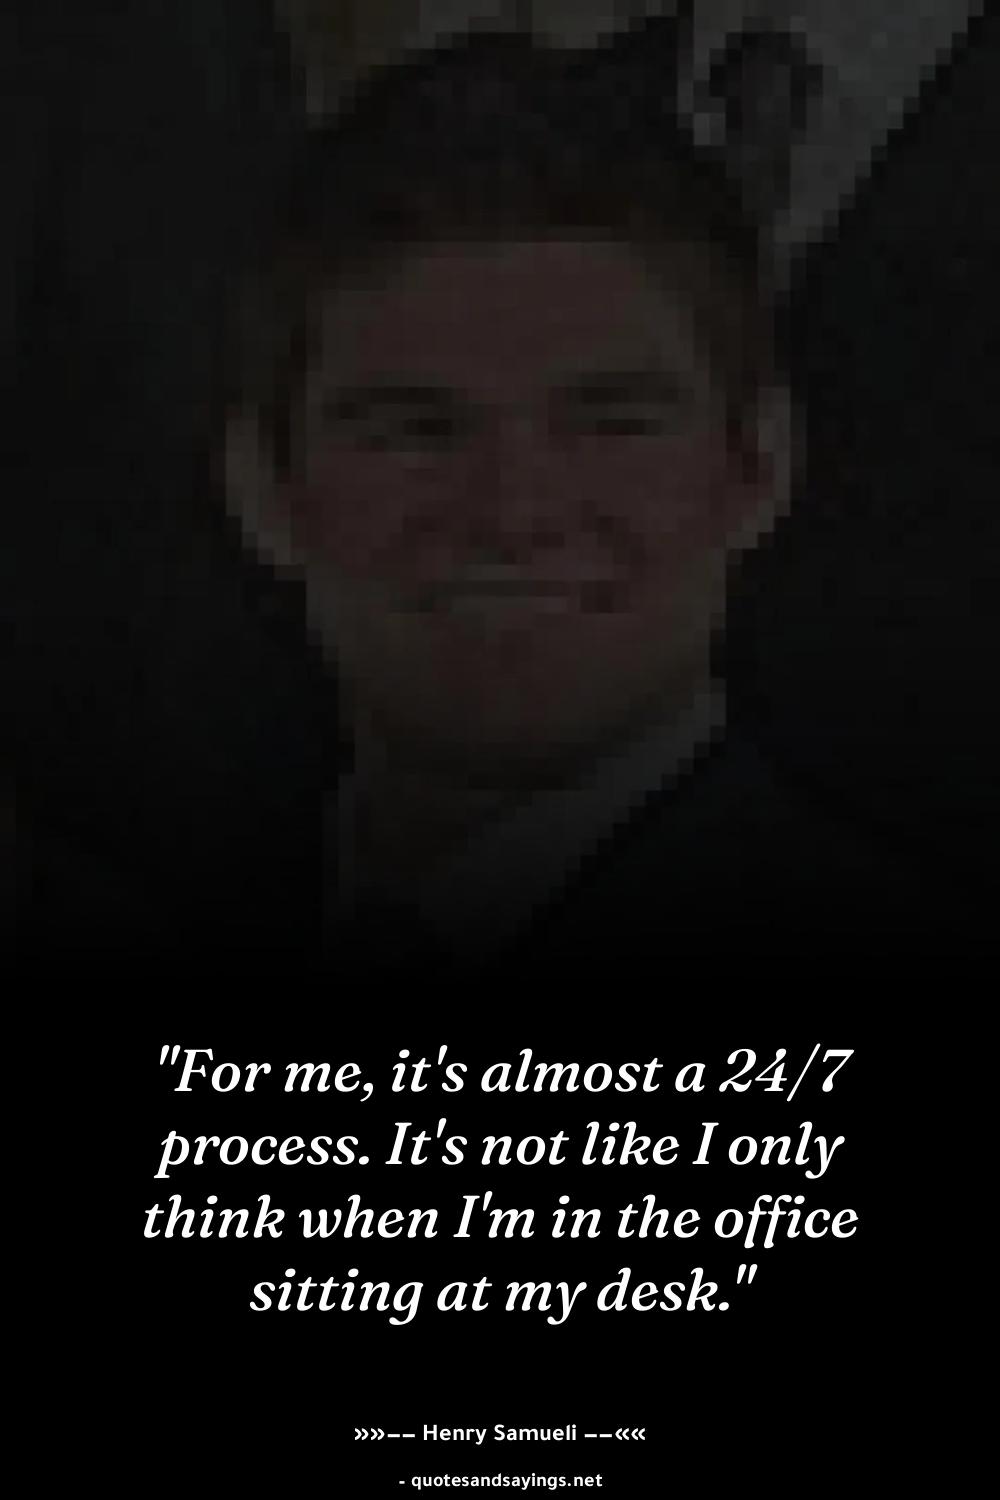 "For me, it's almost a 24/7
process. It's not like I only
think when I'm in the office
sitting at my desk."
»»–– Henry Samueli ––««
- quotesandsayings.net